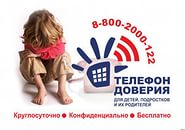 8-800-2000-122
ТЕЛЕФОН
ДОВЕРИЯ
ДЛЯ ДЕТЕЙ, ПОДРОСТКОВ
И ИХ РОДИТЕЛЕЙ
Круглосуточно ● Конфиденциально ● Бесплатно